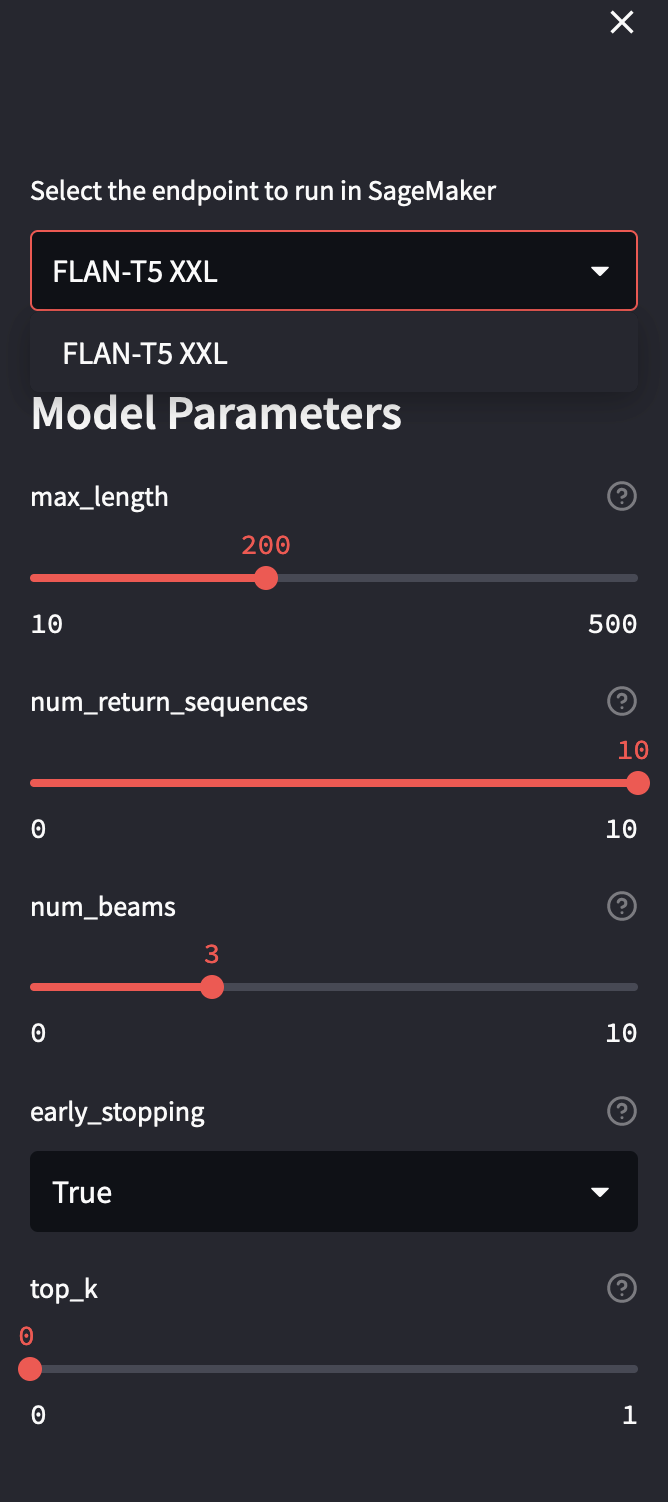 Select the endpoint to run in SageMaker
FLAN-T5 XXL
FLAN-T5 XXL
Model Parameters
max_length
200
10 500
num_return_sequences
10
0 10
num_beams
3
0 10
early_stopping
True
top_k
0
0 1